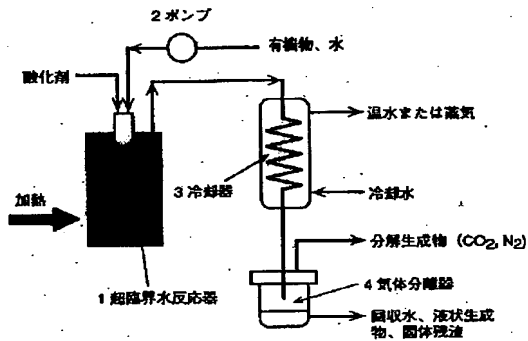 2ポンプ
有機物、水
酸化剤
温水または蒸気
3冷却器
冷却水
加熱
分解生成物 (CO2, N2)
4気体分離器
1超臨界水反応器
回収水、液状生成
物、固体残渣